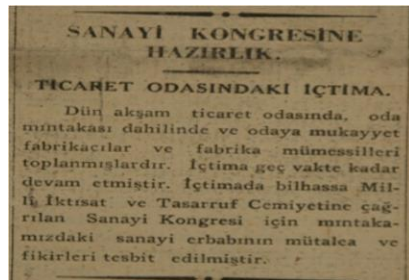 SANAYİ KONGRESİNE
HAZIRLIK.
TİCARET ODASINDAKİ İÇTİMA.
Dün akşam ticaret odasında, oda
mıntakası dahilinde ve odaya mukayyet
fabrikacılar ve fabrika mümessilleri
toplanmışlardır. İçtima geç vakte kadar
devam etmiştir. İçtimada bilhassa Mil-
lî İktısat ve Tasarruf Cemiyetine çağ-
rılan Sanayi Kongresi için mıntaka-
mızdaki sanayi erbabının mütalea ve
fikirleri tesbit edilmiştir.